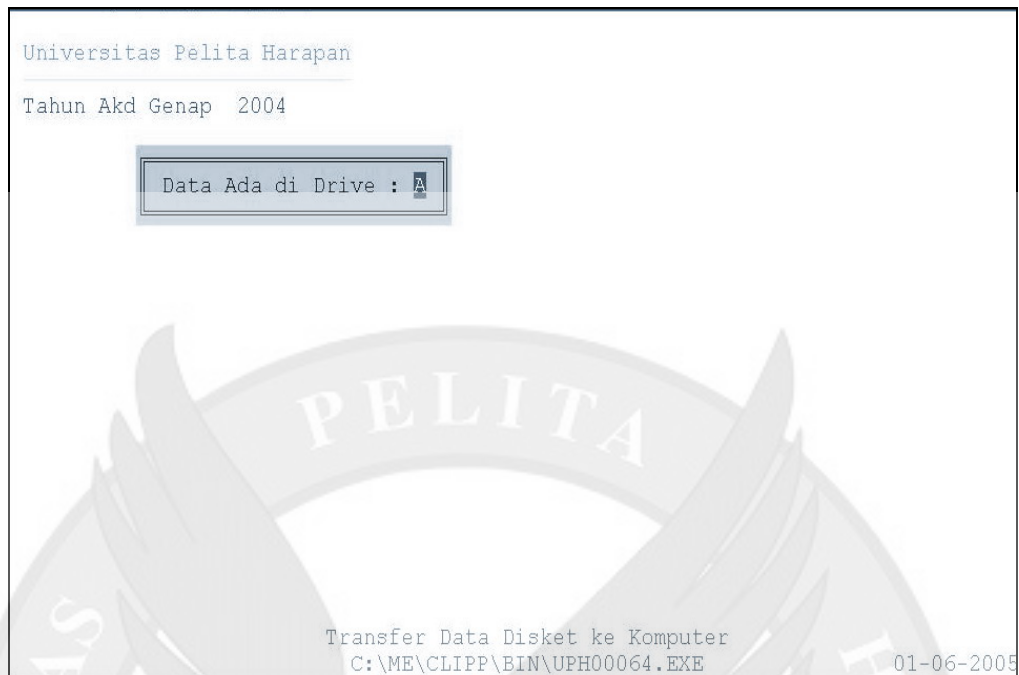 Universitas Pelita Harapan
Tahun Akd Genap 2004
Data Ada di Drive : A
PELITA
AS
H
Transfer Data Disket ke Komputer
C:\ME\CLIPP\BIN\UPH00064.EXE
01-06-2005